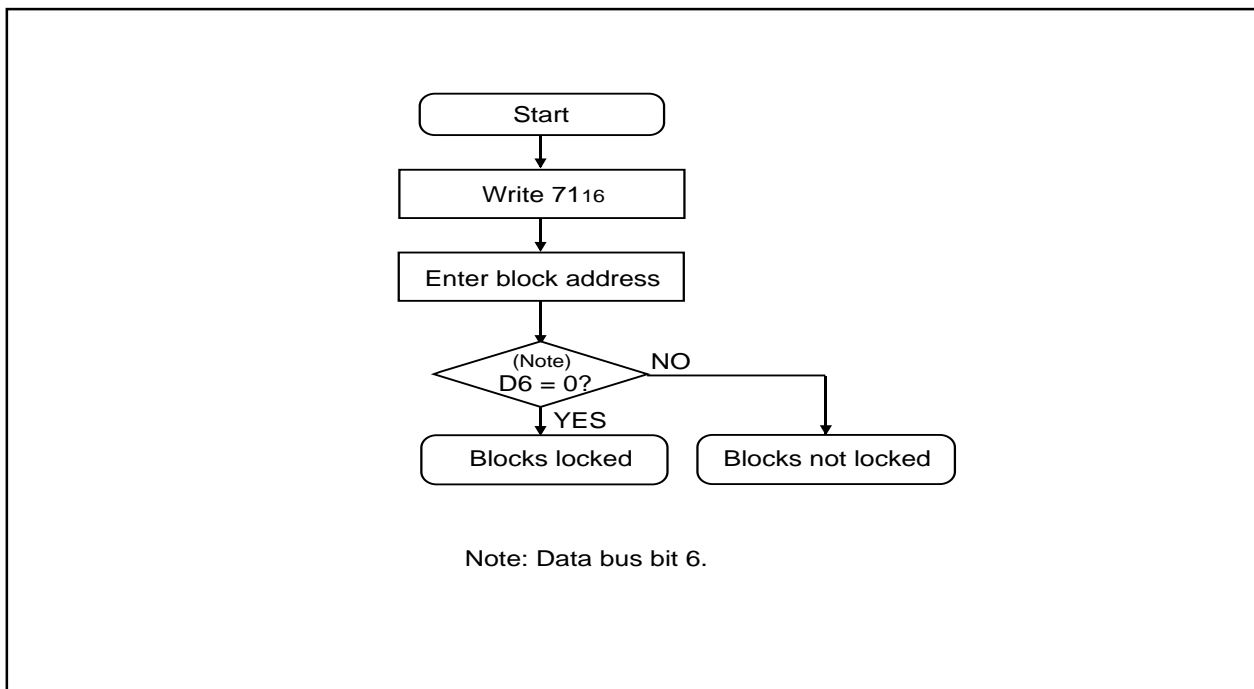 Start
Write 7116
Enter block address
(Note)
D6 = 0?
NO
YES
Blocks locked
Blocks not locked
Note: Data bus bit 6.